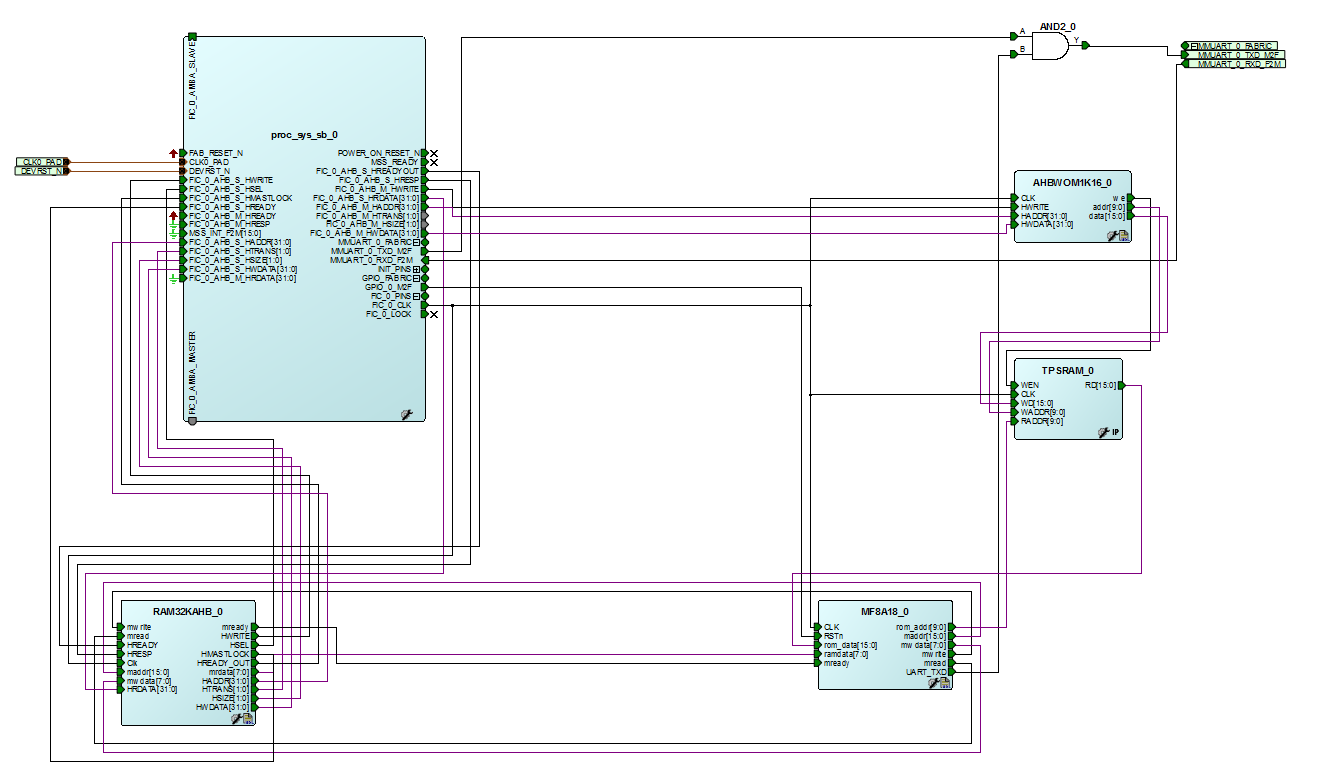 AND2_0
A
B
Y
MMUART_0_FABRIC
MMUART_0_TXD_M2F
MMUART_0_RXD_F2M
CLK0_PAD
DEVRST_N
proc_sys_sb_0
FIC_0_AMBA_SLAVE
FIC_0_AMBA_MASTER
FAB_RESET_N
CLK0_PAD
DEVRST_N
FIC_0_AHB_S_HWRITE
FIC_0_AHB_S_HSEL
FIC_0_AHB_S_HMASTLOCK
FIC_0_AHB_S_HREADY
FIC_0_AHB_M_HREADY
FIC_0_AHB_M_HRESP
MSS_INT_F2M[15:0]
FIC_0_AHB_S_HADDR[31:0]
FIC_0_AHB_S_HTRANS[1:0]
FIC_0_AHB_S_HSIZE[1:0]
FIC_0_AHB_S_HWDATA[31:0]
FIC_0_AHB_M_HRDATA[31:0]
POWER_ON_RESET_N
MSS_READY
FIC_0_AHB_S_HREADYOUT
FIC_0_AHB_S_HRESP
FIC_0_AHB_M_HWRITE
FIC_0_AHB_S_HRDATA[31:0]
FIC_0_AHB_M_HADDR[31:0]
FIC_0_AHB_M_HTRANS[1:0]
FIC_0_AHB_M_HSIZE[1:0]
FIC_0_AHB_M_HWDATA[31:0]
MMUART_0_FABRIC
MMUART_0_TXD_M2F
MMUART_0_RXD_F2M
INIT_PINS
GPIO_FABRIC
GPIO_0_M2F
FIC_0_PINS
FIC_0_CLK
FIC_0_LOCK
AHBWOM1K16_0
CLK
HWRITE
HADDR[31:0]
HWDATA[31:0]
we
addr[9:0]
data[15:0]
TPSRAM_0
WEN
CLK
WD[15:0]
WADDR[9:0]
RADDR[9:0]
RD[15:0]
IP
RAM32KAHB_0
mwrite
mread
HREADY
HRESP
Clk
maddr[15:0]
mwdata[7:0]
HRDATA[31:0]
mready
HWRITE
HSEL
HMASTLOCK
HREADY_OUT
mrdata[7:0]
HADDR[31:0]
HTRANS[1:0]
HSIZE[1:0]
HWDATA[31:0]
MF8A18_0
CLK
RSTn
rom_data[15:0]
ramdata[7:0]
mready
rom_addr[9:0]
maddr[15:0]
mwdata[7:0]
mwrite
mread
UART_TXD